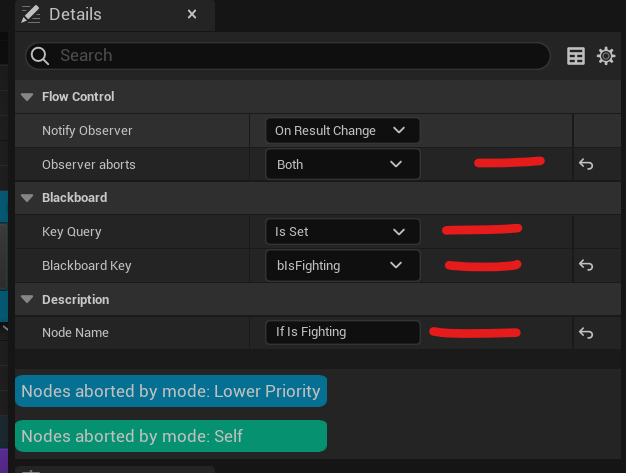 Details
Search
Flow Control
Notify Observer On Result Change
Observer aborts Both
Blackboard
Key Query Is Set
Blackboard Key bIsFighting
Description
Node Name If Is Fighting
Nodes aborted by mode: Lower Priority
Nodes aborted by mode: Self